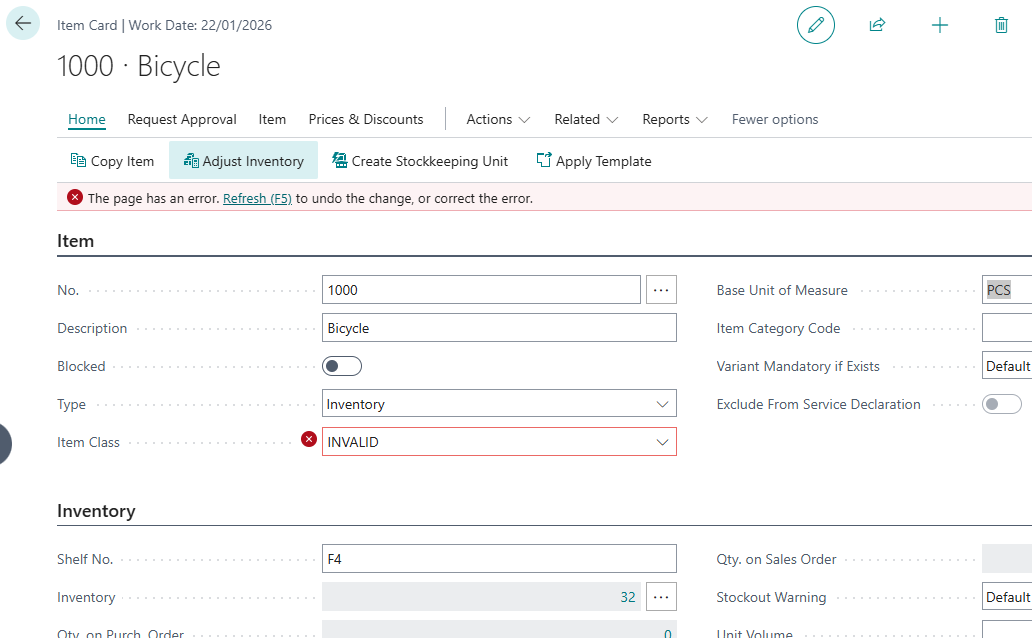 Item Card | Work Date: 22/01/2026
1000 · Bicycle
Home Request Approval Item Prices & Discounts Actions Related Reports Fewer options
Copy Item Adjust Inventory Create Stockkeeping Unit Apply Template
The page has an error. Refresh (F5) to undo the change, or correct the error.
Item
No. 1000 ... Base Unit of Measure PCS
Description Bicycle Item Category Code
Blocked Variant Mandatory if Exists Default
Type Inventory Exclude From Service Declaration
Item Class INVALID
Inventory
Shelf No. F4 Qty. on Sales Order
Inventory 32 ... Stockout Warning Default
Qty. on Purch. Order 0 Unit Volume